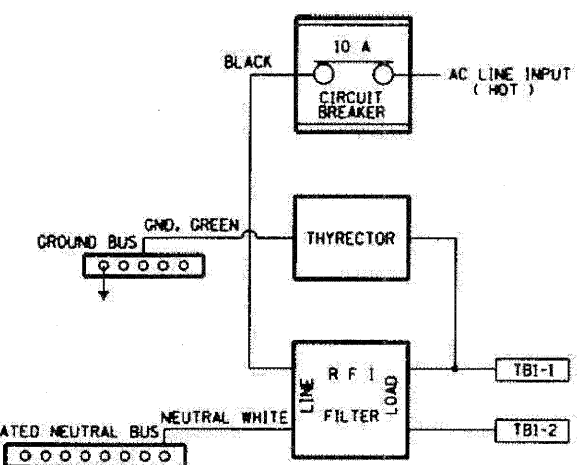 10 A
BLACK
AC LINE INPUT
( HOT )
CIRCUIT
BREAKER
GND, GREEN
GROUND BUS
THYRECTOR
LINE
R F I
FILTER
LOAD
TB1-1
NEUTRAL WHITE
ATED NEUTRAL BUS
TB1-2